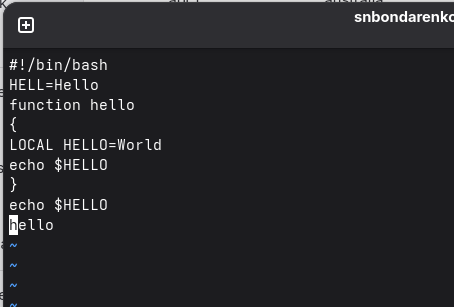 snbondarenko
#!/bin/bash
HELL=Hello
function hello
{
LOCAL HELLO=World
echo $HELLO
}
echo $HELLO
hello
~
~
~
~